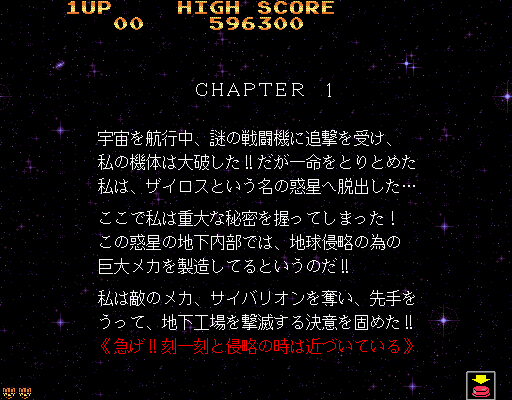 1UP HIGH SCORE
00 596300
CHAPTER 1
宇宙を航行中、謎の戦闘機に追撃を受け、
私の機体は大破した!!だが一命をとりとめた
私は、ザイロスという名の惑星へ脱出した…
ここで私は重大な秘密を握ってしまった!
この惑星の地下内部では、地球侵略の為の
巨大メカを製造してるというのだ!!
私は敵のメカ、サイバリオンを奪い、先手を
うって、地下工場を撃滅する決意を固めた!!
《急げ!!刻一刻と侵略の時は近づいている》